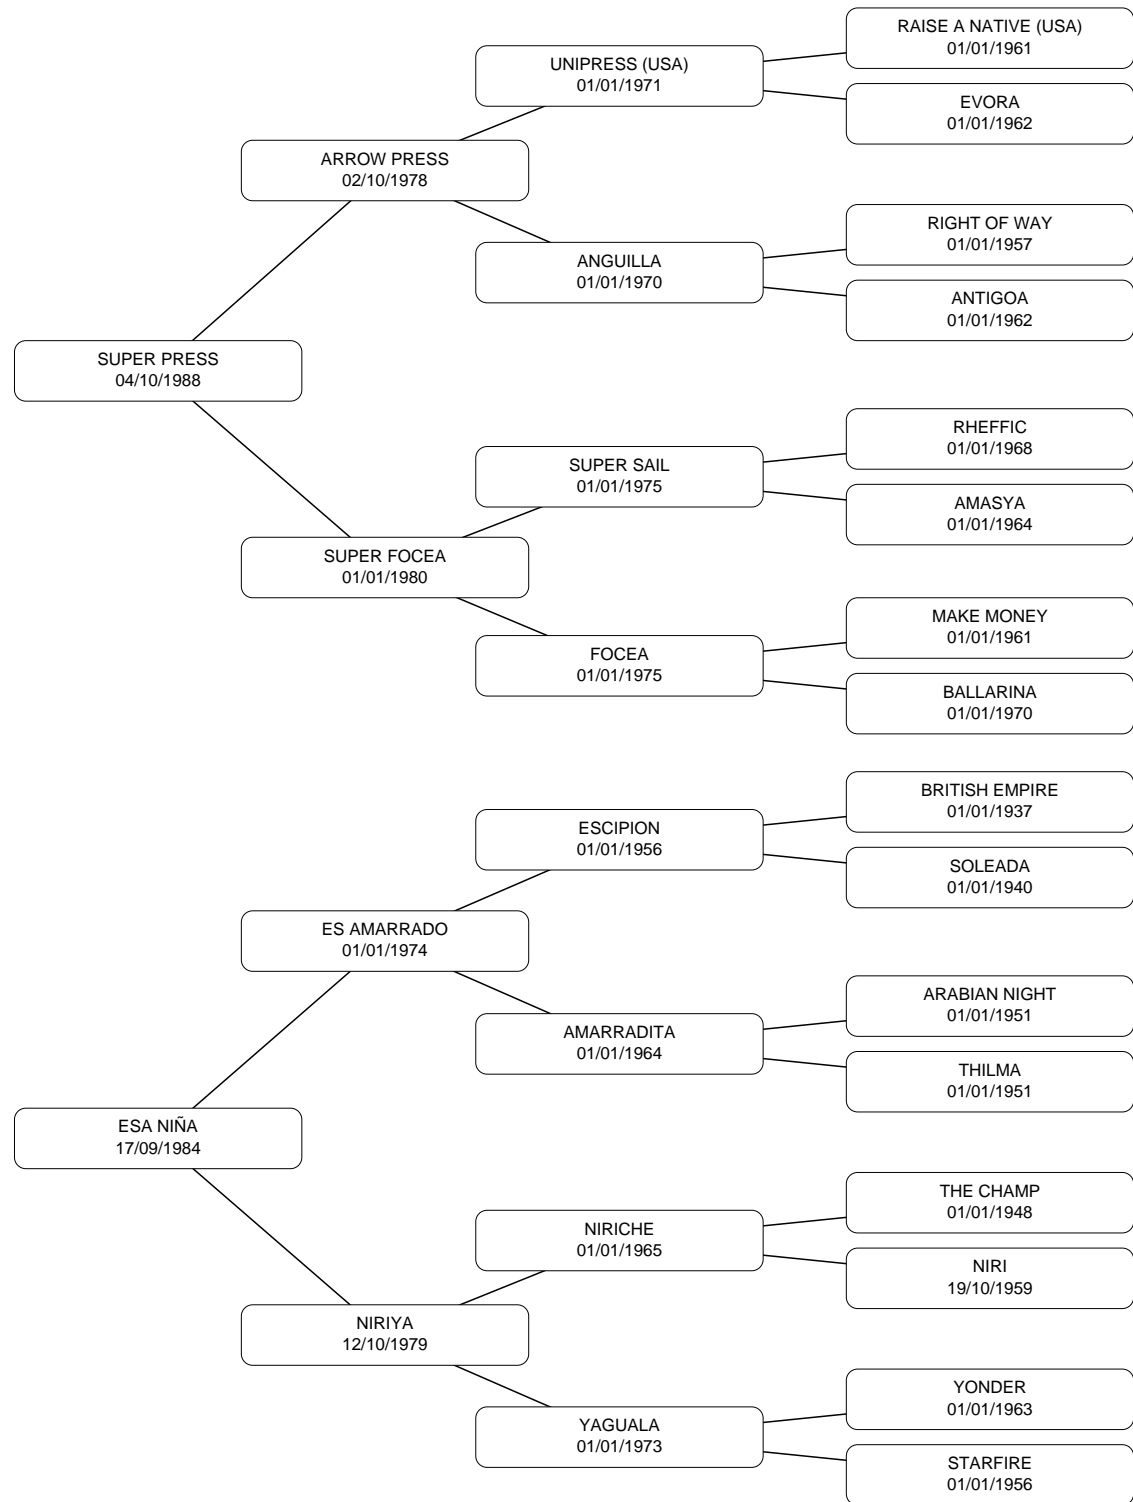 RAISE A NATIVE (USA)
01/01/1961
UNIPRESS (USA)
01/01/1971
EVORA
01/01/1962
ARROW PRESS
02/10/1978
RIGHT OF WAY
01/01/1957
ANGUILLA
01/01/1970
ANTIGOA
01/01/1962
SUPER PRESS
04/10/1988
RHEFFIC
01/01/1968
SUPER SAIL
01/01/1975
AMASYA
01/01/1964
SUPER FOCEA
01/01/1980
MAKE MONEY
01/01/1961
FOCEA
01/01/1975
BALLARINA
01/01/1970
BRITISH EMPIRE
01/01/1937
ESCIPION
01/01/1956
SOLEADA
01/01/1940
ES AMARRADO
01/01/1974
ARABIAN NIGHT
01/01/1951
AMARRADITA
01/01/1964
THILMA
01/01/1951
ESA NIÑA
17/09/1984
THE CHAMP
01/01/1948
NIRICHE
01/01/1965
NIRI
19/10/1959
NIRIYA
12/10/1979
YONDER
01/01/1963
YAGUALA
01/01/1973
STARFIRE
01/01/1956